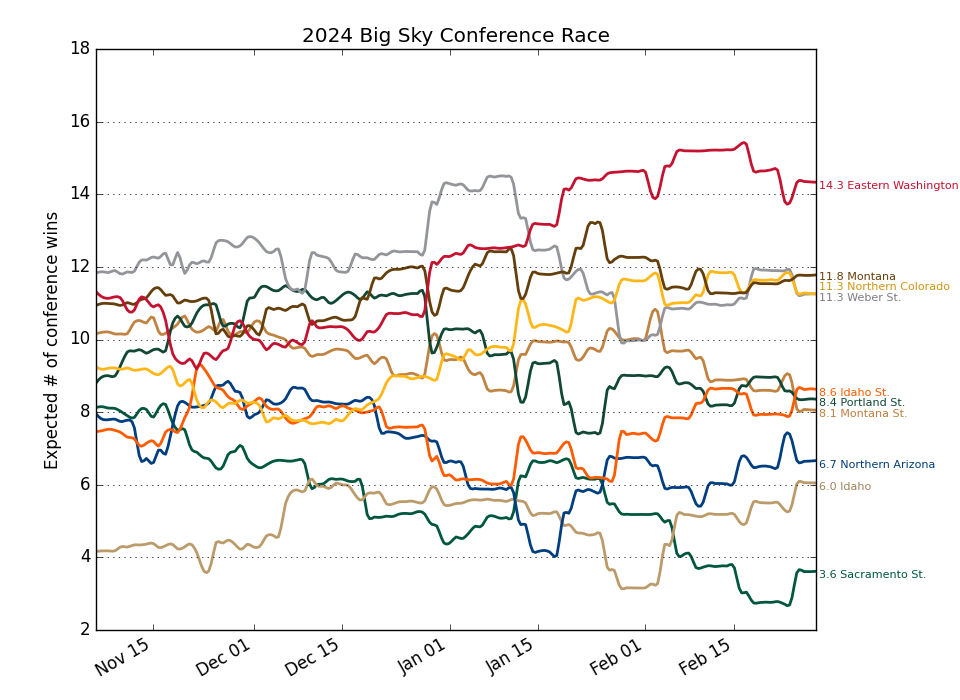 2024 Big Sky Conference Race
Expected # of conference wins
18
16
14
12
10
8
6
4
2
14.3 Eastern Washington
11.8 Montana
11.3 Northern Colorado
11.3 Weber St.
8.6 Idaho St.
8.4 Portland St.
8.1 Montana St.
6.7 Northern Arizona
6.0 Idaho
3.6 Sacramento St.
Nov 15
Dec 01
Dec 15
Jan 01
Jan 15
Feb 01
Feb 15